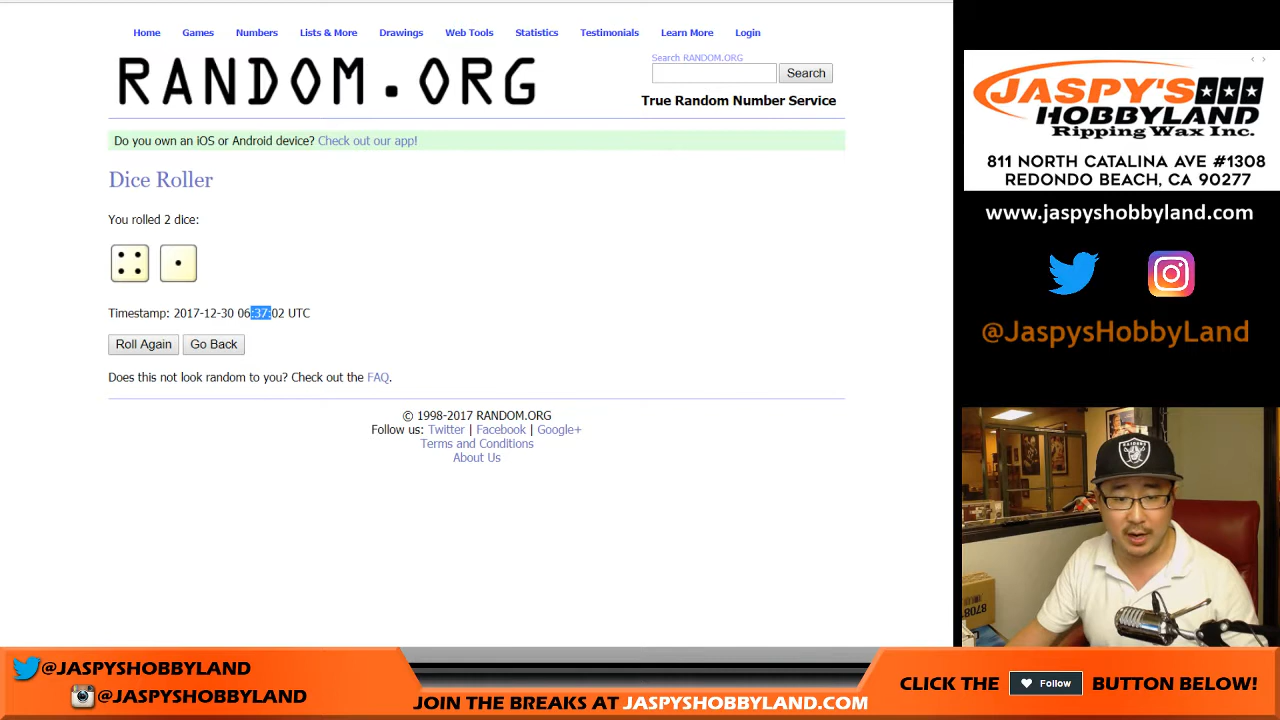 Home Games Numbers Lists & More Drawings Web Tools Statistics Testimonials Learn More Login
RANDOM.ORG
Search RANDOM.ORG
Search
True Random Number Service
Do you own an iOS or Android device? Check out our app!
Dice Roller
You rolled 2 dice:
Timestamp: 2017-12-30 06:37:02 UTC
Roll Again Go Back
Does this not look random to you? Check out the FAQ.
© 1998-2017 RANDOM.ORG
Follow us: Twitter | Facebook | Google+
Terms and Conditions
About Us
JASPY'S
HOBBYLAND
Ripping Wax Inc.
811 NORTH CATALINA AVE #1308
REDONDO BEACH, CA 90277
www.jaspyshobbyland.com
@JaspysHobbyLand
RAIDERS
@JASPYSHOBBYLAND
@JASPYSHOBBYLAND
JOIN THE BREAKS AT JASPYSHOBBYLAND.COM
CLICK THE Follow BUTTON BELOW!